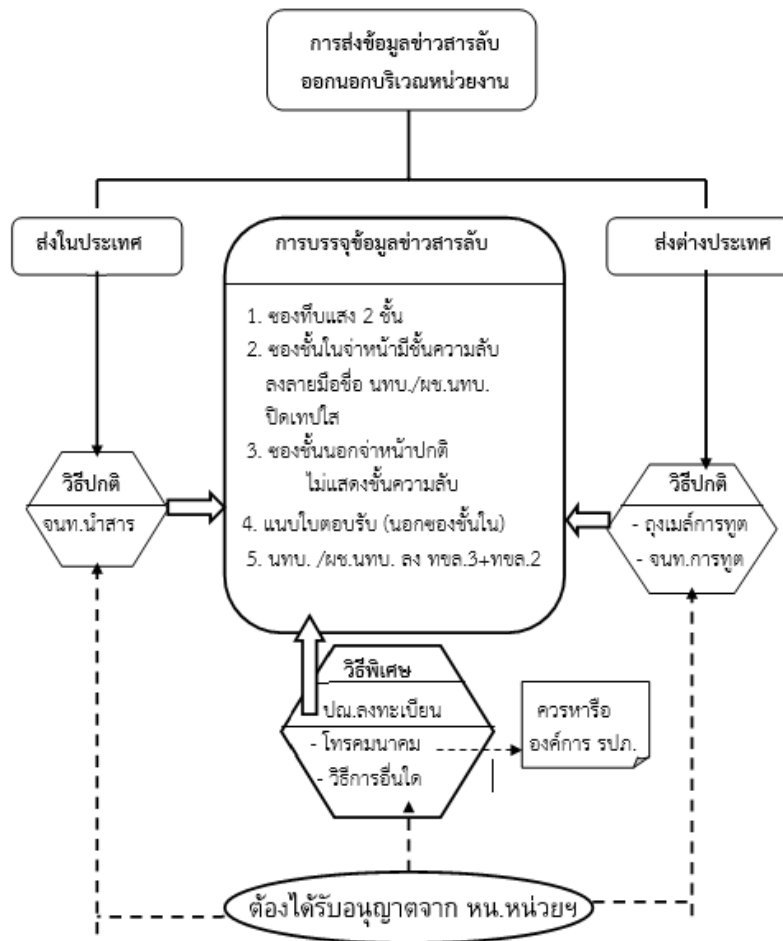 การส่งข้อมูลข่าวสารลับ
ออกนอกบริเวณหน่วยงาน
ส่งในประเทศ
การบรรจุข้อมูลข่าวสารลับ
ส่งต่างประเทศ
1. ซองทึบแสง 2 ชั้น
2. ซองชั้นในจ่าหน้ามีชั้นความลับ
ลงลายมือชื่อ นทบ./ผช.นทบ.
ปิดเทปใส
3. ซองชั้นนอกจ่าหน้าปกติ
ไม่แสดงชั้นความลับ
4. แนบใบตอบรับ (นอกซองชั้นใน)
5. นทบ. /ผช.นทบ. ลง ทขล.3+ทขล.2
วิธีปกติ
จนท.นำสาร
วิธีปกติ
- ถุงเมล์การทูต
- จนท.การทูต
วิธีพิเศษ
ปณ.ลงทะเบียน
- โทรคมนาคม
- วิธีการอื่นใด
ควรหารือ
องค์การ รปภ.
ต้องได้รับอนุญาตจาก หน.หน่วยฯ